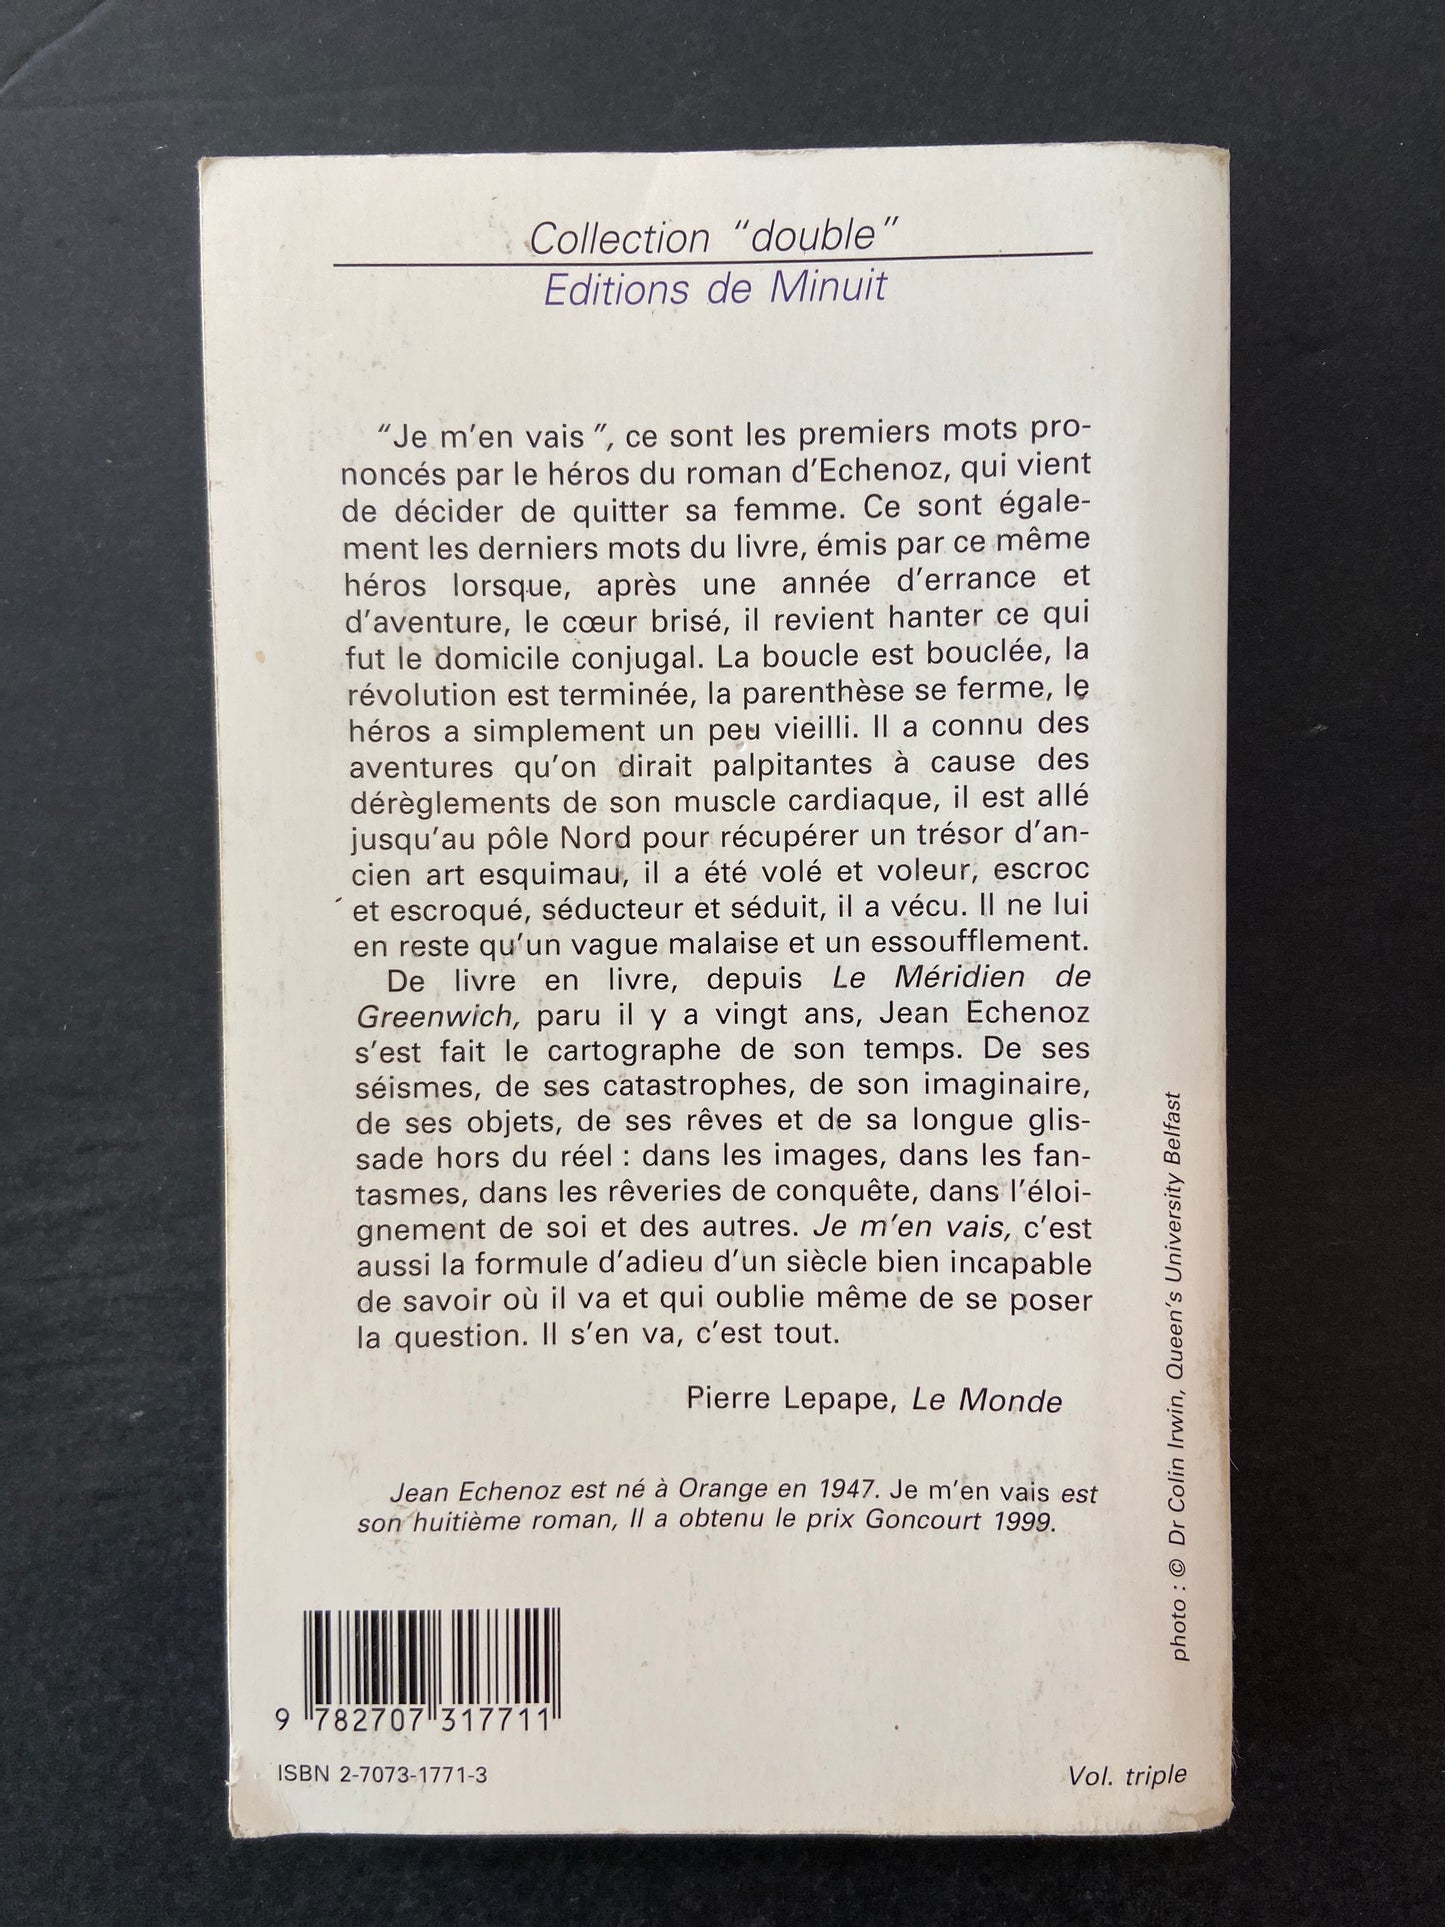 Collection "double"
Editions de Minuit
"Je m'en vais ", ce sont les premiers mots pro-
noncés par le héros du roman d'Echenoz, qui vient
de décider de quitter sa femme. Ce sont égale-
ment les derniers mots du livre, émis par ce même
héros lorsque, après une année d'errance et
d'aventure, le cœur brisé, il revient hanter ce qui
fut le domicile conjugal. La boucle est bouclée, la
révolution est terminée, la parenthèse se ferme, le
héros a simplement un peu vieilli. Il a connu des
aventures qu'on dirait palpitantes à cause des
dérèglements de son muscle cardiaque, il est allé
jusqu'au pôle Nord pour récupérer un trésor d'an-
cien art esquimau, il a été volé et voleur, escroc
et escroqué, séducteur et séduit, il a vécu. Il ne lui
en reste qu'un vague malaise et un essoufflement.
De livre en livre, depuis Le Méridien de
Greenwich, paru il y a vingt ans, Jean Echenoz
s'est fait le cartographe de son temps. De ses
séismes, de ses catastrophes, de son imaginaire,
de ses objets, de ses rêves et de sa longue glis-
sade hors du réel : dans les images, dans les fan-
tasmes, dans les rêveries de conquête, dans l'éloi-
gnement de soi et des autres. Je m'en vais, c'est
aussi la formule d'adieu d'un siècle bien incapable
de savoir où il va et qui oublie même de se poser
la question. Il s'en va, c'est tout.
Pierre Lepape, Le Monde
Jean Echenoz est né à Orange en 1947. Je m'en vais est
son huitième roman, Il a obtenu le prix Goncourt 1999.
photo : © Dr Colin Irwin, Queen's University Belfast
9 782707 317711
ISBN 2-7073-1771-3
Vol. triple